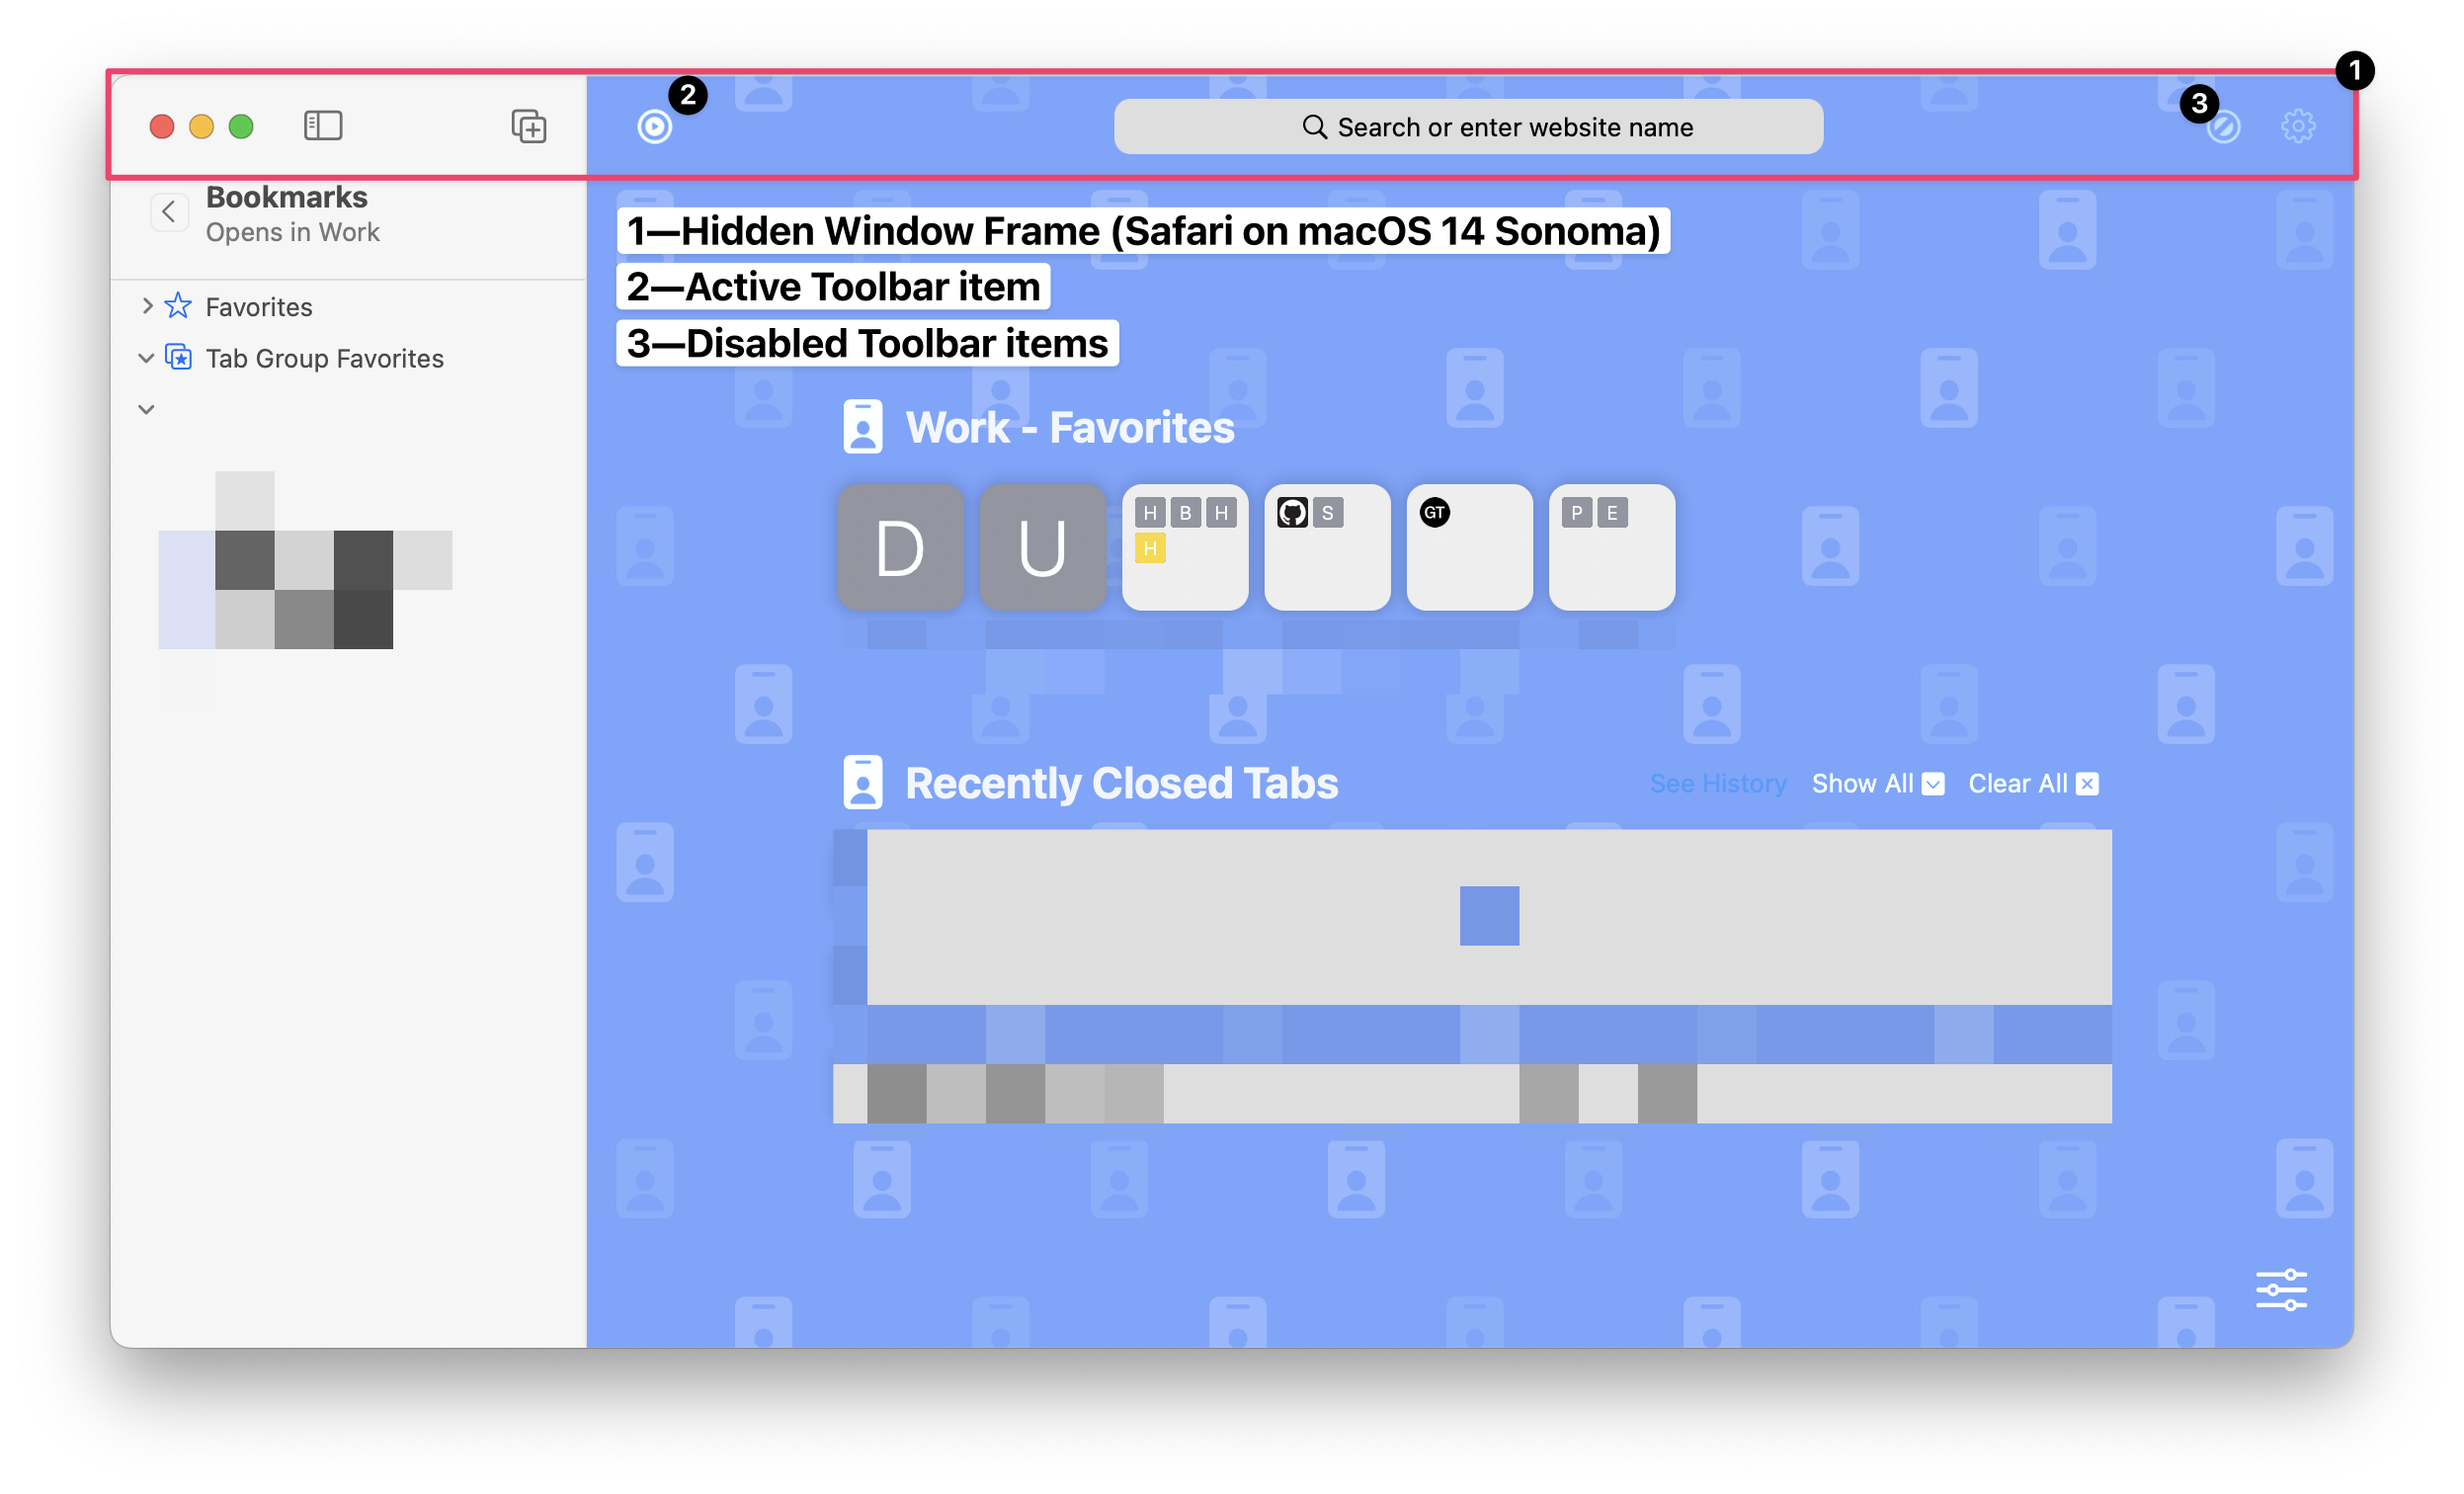 1
2
3
Search or enter website name
Bookmarks
Opens in Work
1—Hidden Window Frame (Safari on macOS 14 Sonoma)
2—Active Toolbar item
3—Disabled Toolbar items
Favorites
Tab Group Favorites
Work - Favorites
D U H B H S GT P E
H
Recently Closed Tabs See History Show All Clear All